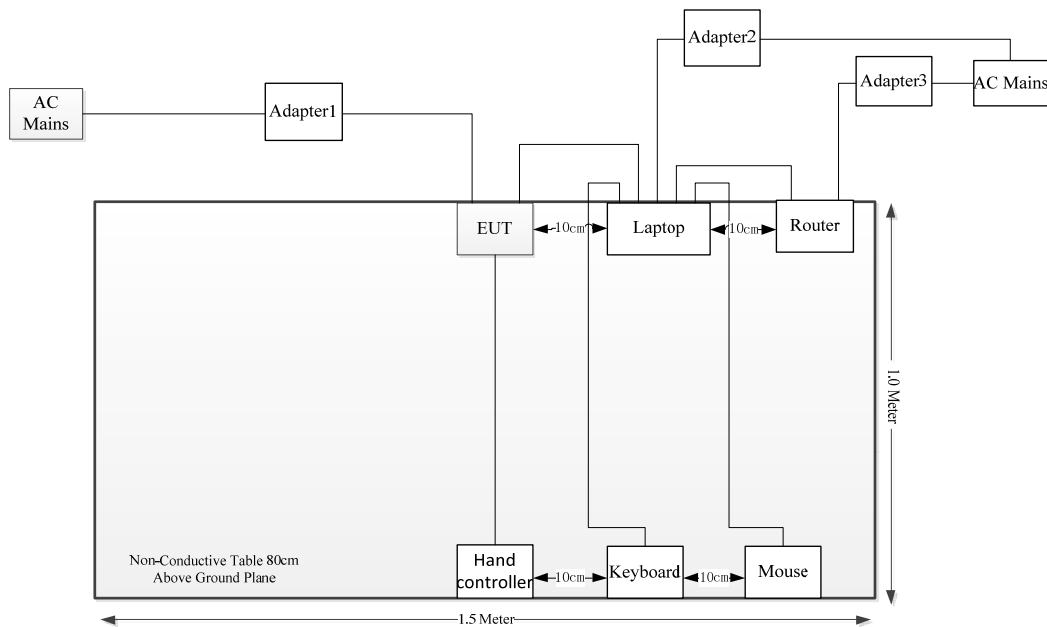 Adapter2
AC
Mains
Adapter1
Adapter3
AC Mains
EUT
10cm
Laptop
10cm
Router
1.0 Meter
Non-Conductive Table 80cm
Above Ground Plane
Hand
controller
10cm
Keyboard
10cm
Mouse
1.5 Meter